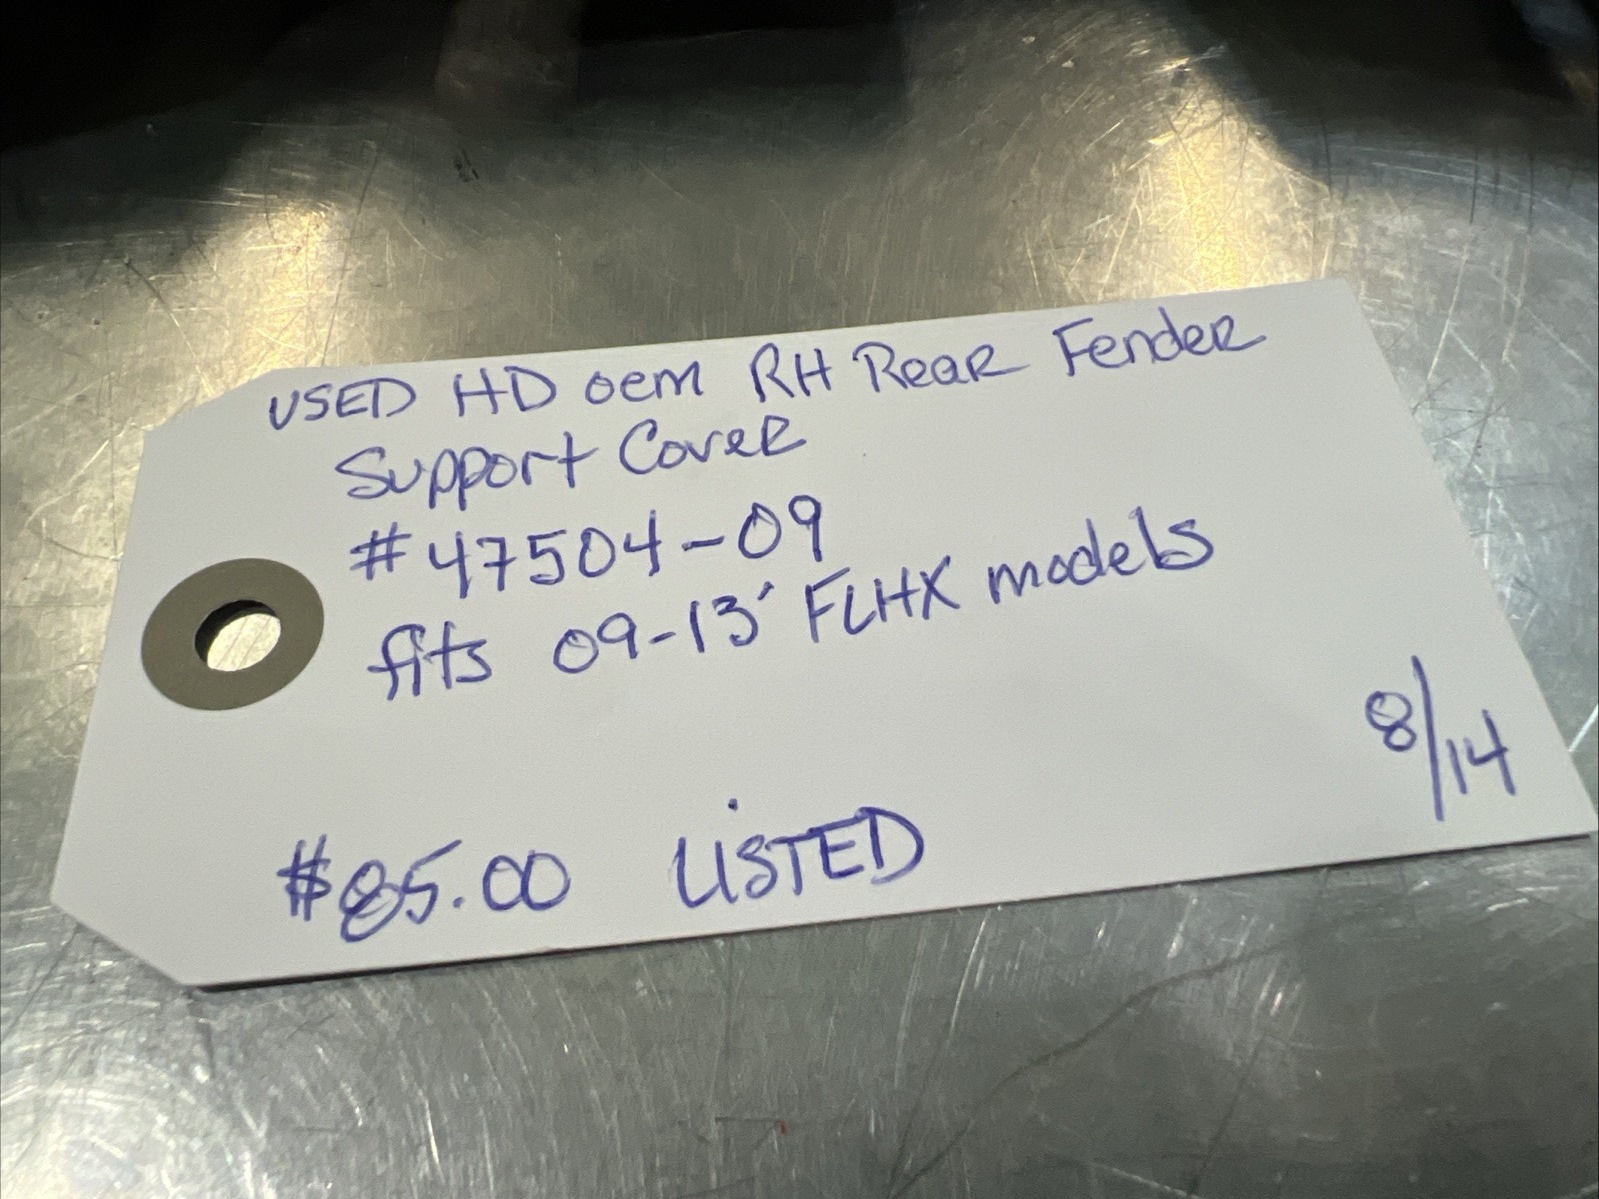 USED HD oem RH Rear Fender
Support Cover
#47504-09
fits 09-13' FLHX models
8/14
$85.00 LiSTED